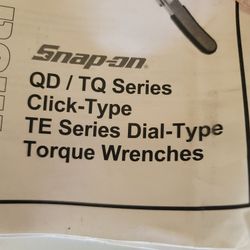 Snap-on
QD / TQ Series
Click-Type
TE Series Dial-Type
Torque Wrenches